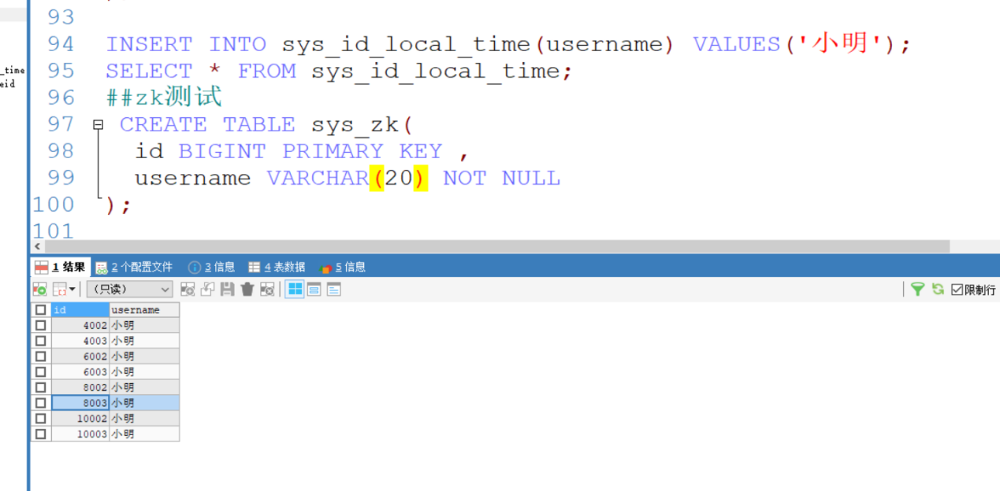 93
94 INSERT INTO sys_id_local_time(username) VALUES('小明');
_time 95 SELECT * FROM sys_id_local_time;
eid
96 ##zk测试
97 CREATE TABLE sys_zk(
98 id BIGINT PRIMARY KEY ,
99 username VARCHAR(20) NOT NULL
100 );
101
1 结果 2 个配置文件 3 信息 4 表数据 5 信息
(只读) 限制行
id username
4002 小明
4003 小明
6002 小明
6003 小明
8002 小明
8003 小明
10002 小明
10003 小明